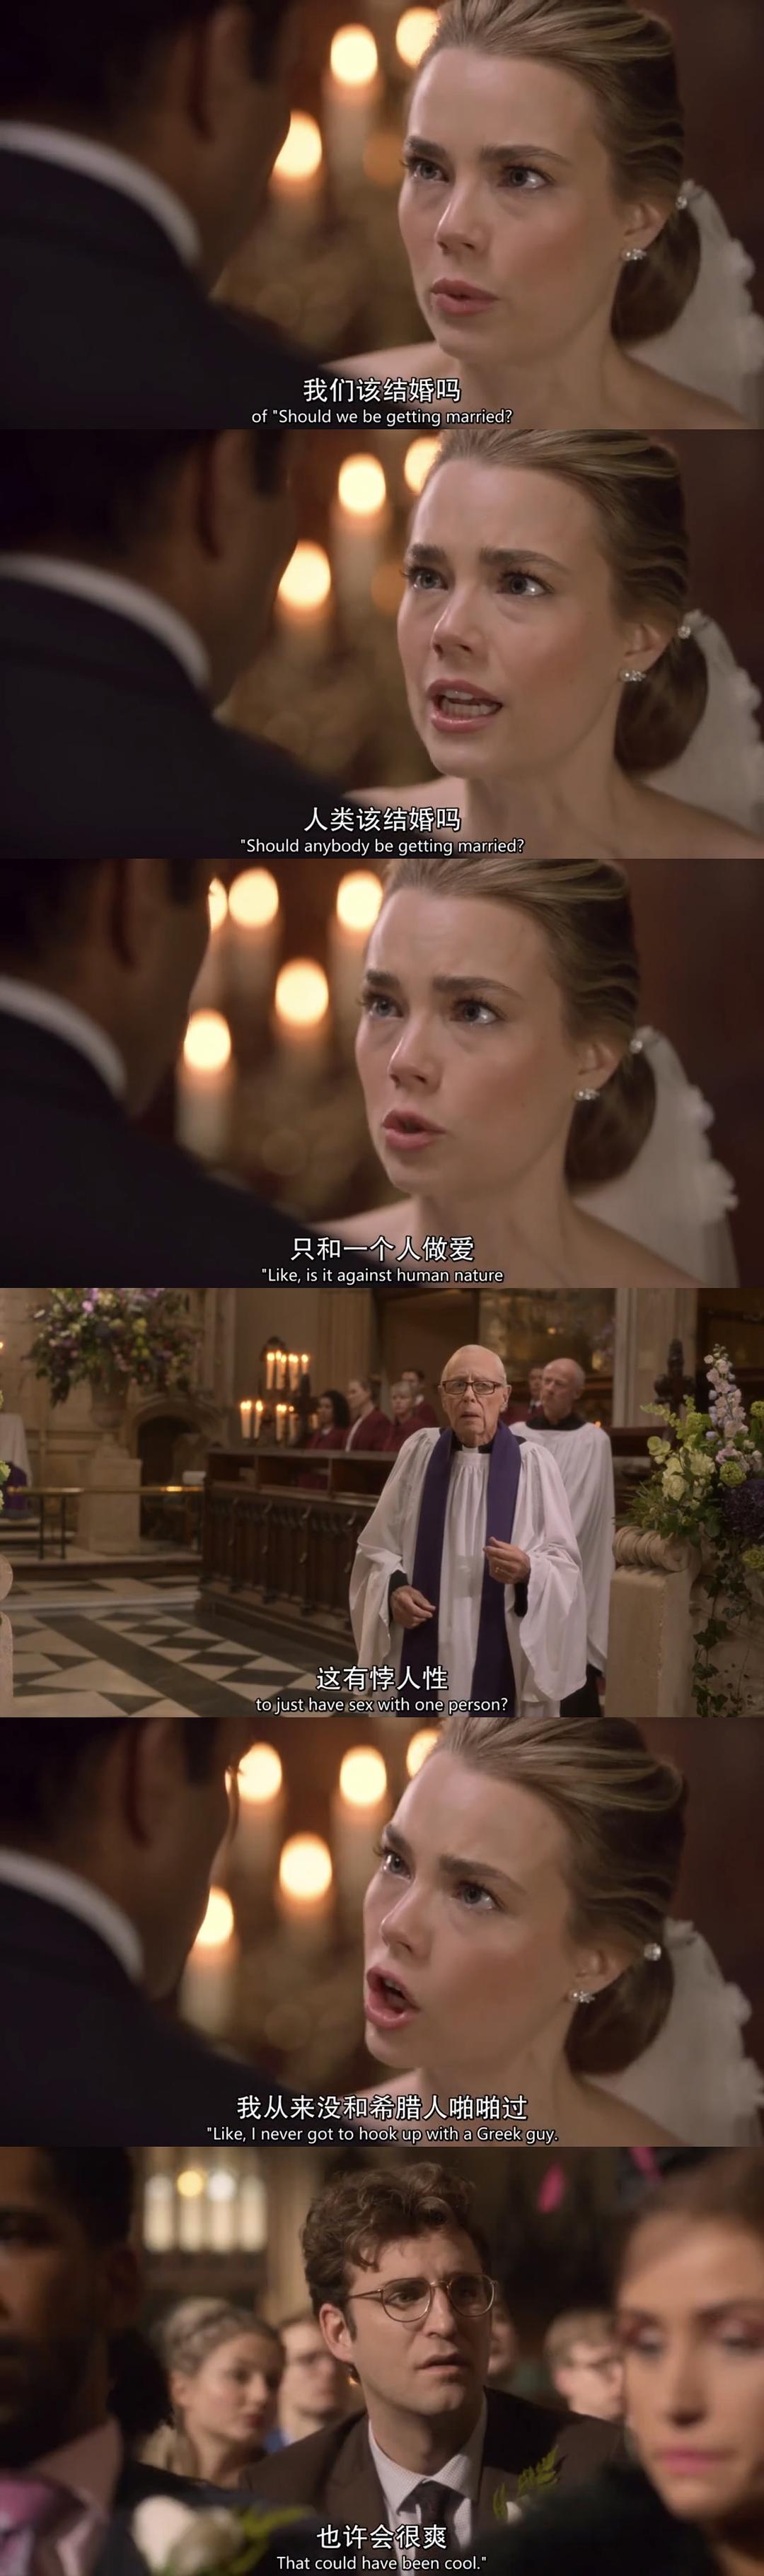 我们该结婚吗
of "Should we be getting married?
人类该结婚吗
"Should anybody be getting married?
只和一个人做爱
"Like, is it against human nature
这有悖人性
to just have sex with one person?
我从来没和希腊人啪啪过
"Like, I never got to hook up with a Greek guy.
也许会很爽
That could have been cool."